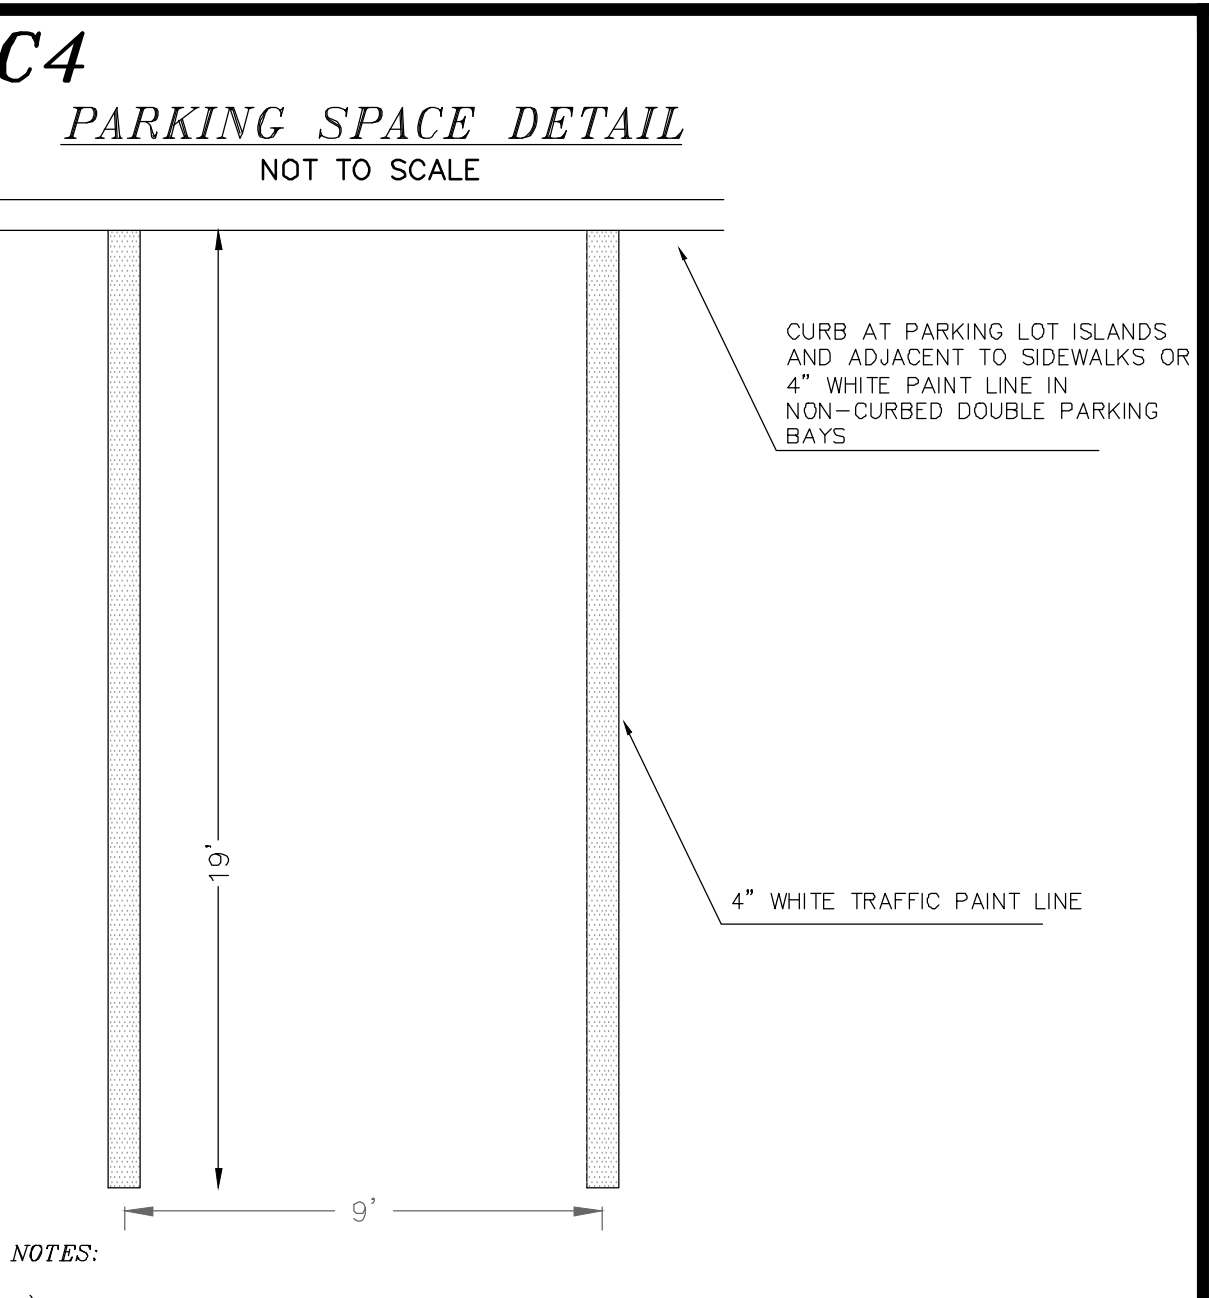 C4
PARKING SPACE DETAIL
NOT TO SCALE
CURB AT PARKING LOT ISLANDS
AND ADJACENT TO SIDEWALKS OR
4" WHITE PAINT LINE IN
NON-CURBED DOUBLE PARKING
BAYS
19'
4" WHITE TRAFFIC PAINT LINE
9'
NOTES: